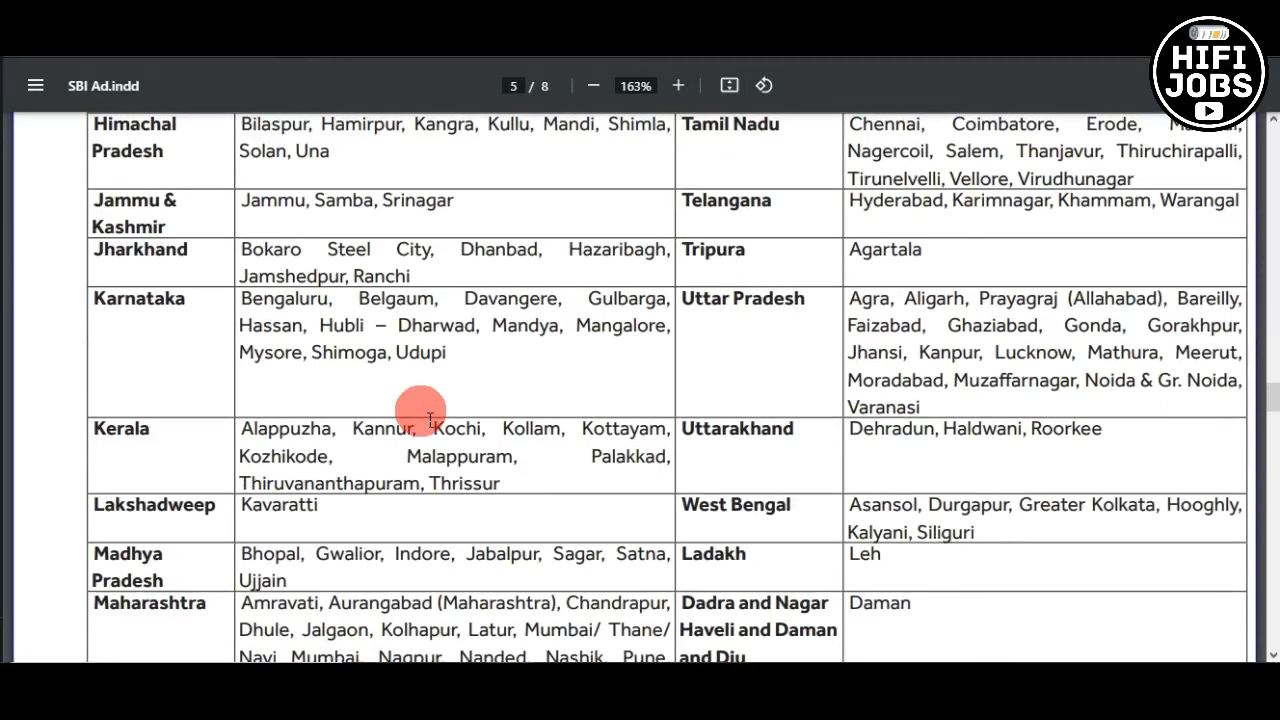 HIFI
JOBS
SBI Ad.indd
5 / 8
163%
Himachal Pradesh
Bilaspur, Hamirpur, Kangra, Kullu, Mandi, Shimla,
Solan, Una
Tamil Nadu
Chennai, Coimbatore, Erode,
Nagercoil, Salem, Thanjavur, Thiruchirapalli,
Tirunelvelli, Vellore, Virudhunagar
Jammu &
Kashmir
Jammu, Samba, Srinagar
Telangana
Hyderabad, Karimnagar, Khammam, Warangal
Jharkhand
Bokaro Steel City, Dhanbad, Hazaribagh,
Jamshedpur, Ranchi
Tripura
Agartala
Karnataka
Bengaluru, Belgaum, Davangere, Gulbarga,
Hassan, Hubli – Dharwad, Mandya, Mangalore,
Mysore, Shimoga, Udupi
Uttar Pradesh
Agra, Aligarh, Prayagraj (Allahabad), Bareilly,
Faizabad, Ghaziabad, Gonda, Gorakhpur,
Jhansi, Kanpur, Lucknow, Mathura, Meerut,
Moradabad, Muzaffarnagar, Noida & Gr. Noida,
Varanasi
Kerala
Alappuzha, Kannur, Kochi, Kollam, Kottayam,
Kozhikode, Malappuram, Palakkad,
Thiruvananthapuram, Thrissur
Uttarakhand
Dehradun, Haldwani, Roorkee
Lakshadweep
Kavaratti
West Bengal
Asansol, Durgapur, Greater Kolkata, Hooghly,
Kalyani, Siliguri
Madhya
Pradesh
Bhopal, Gwalior, Indore, Jabalpur, Sagar, Satna,
Ujjain
Ladakh
Leh
Maharashtra
Amravati, Aurangabad (Maharashtra), Chandrapur,
Dhule, Jalgaon, Kolhapur, Latur, Mumbai/ Thane/
Navi Mumbai, Nagpur, Nanded, Nashik, Pune,
Dadra and Nagar
Haveli and Daman
and Diu
Daman